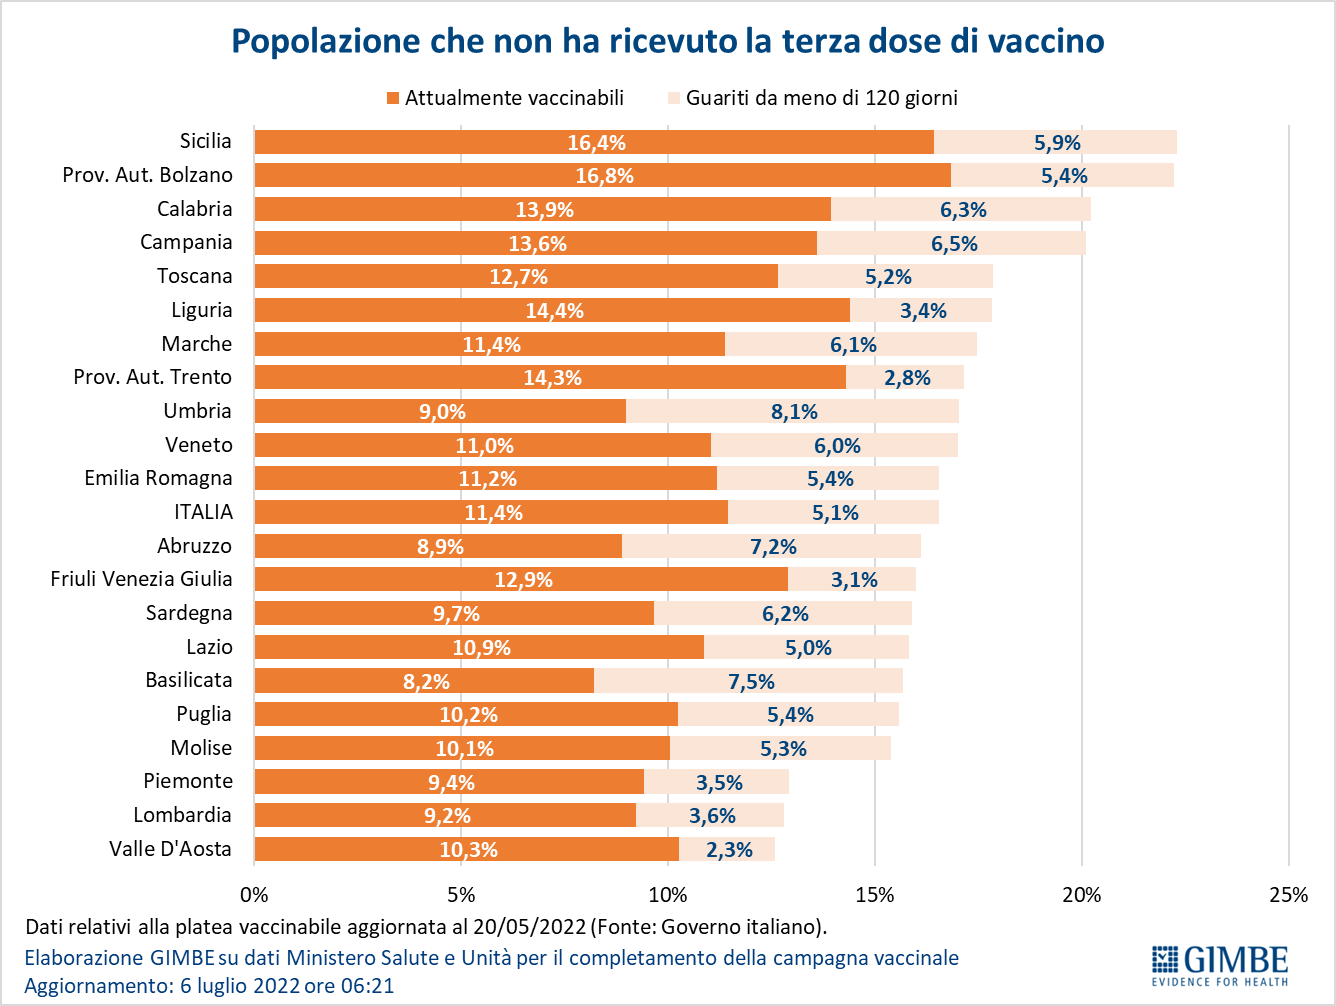 Popolazione che non ha ricevuto la terza dose di vaccino
Attualmente vaccinabili Guariti da meno di 120 giorni
Sicilia 16,4% 5,9%
Prov. Aut. Bolzano 16,8% 5,4%
Calabria 13,9% 6,3%
Campania 13,6% 6,5%
Toscana 12,7% 5,2%
Liguria 14,4% 3,4%
Marche 11,4% 6,1%
Prov. Aut. Trento 14,3% 2,8%
Umbria 9,0% 8,1%
Veneto 11,0% 6,0%
Emilia Romagna 11,2% 5,4%
ITALIA 11,4% 5,1%
Abruzzo 8,9% 7,2%
Friuli Venezia Giulia 12,9% 3,1%
Sardegna 9,7% 6,2%
Lazio 10,9% 5,0%
Basilicata 8,2% 7,5%
Puglia 10,2% 5,4%
Molise 10,1% 5,3%
Piemonte 9,4% 3,5%
Lombardia 9,2% 3,6%
Valle D'Aosta 10,3% 2,3%
0% 5% 10% 15% 20% 25%
Dati relativi alla platea vaccinabile aggiornata al 20/05/2022 (Fonte: Governo italiano).
Elaborazione GIMBE su dati Ministero Salute e Unità per il completamento della campagna vaccinale
Aggiornamento: 6 luglio 2022 ore 06:21
GIMBE
EVIDENCE FOR HEALTH